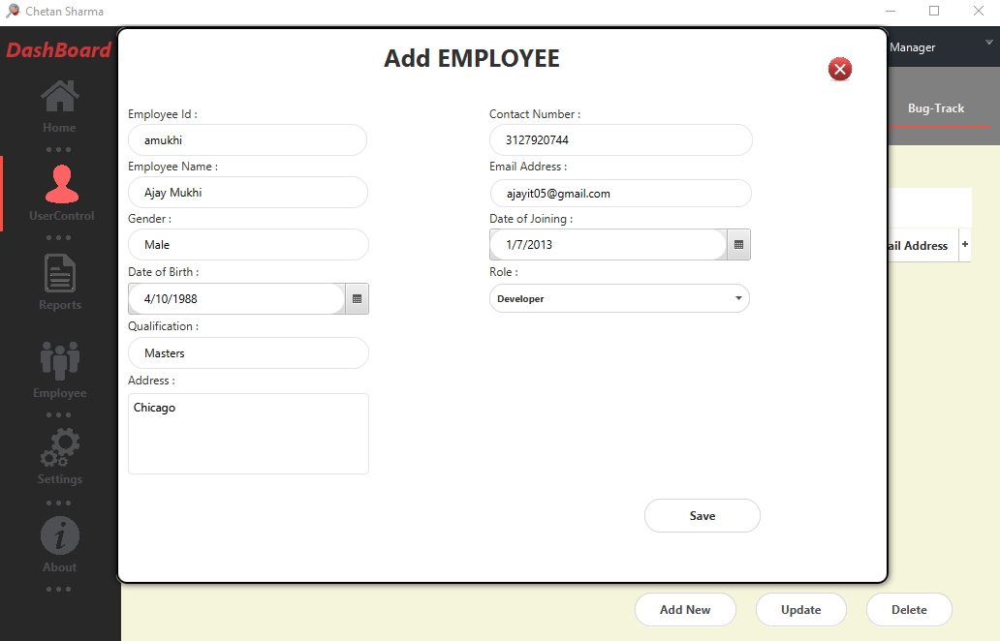 Chetan Sharma
DashBoard
Home
UserControl
Reports
Employee
Settings
About
Add EMPLOYEE
Employee Id :
amukhi
Employee Name :
Ajay Mukhi
Gender :
Male
Date of Birth :
4/10/1988
Qualification :
Masters
Address :
Chicago
Contact Number :
3127920744
Email Address :
ajayit05@gmail.com
Date of Joining :
1/7/2013
Role :
Developer
Save
Manager
Bug-Track
ail Address +
Add New Update Delete